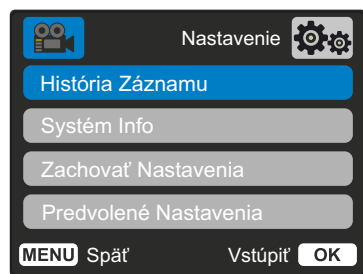 Nastavenie
História Záznamu
Systém Info
Zachovať Nastavenia
Predvolené Nastavenia
MENU Späť Vstúpiť OK